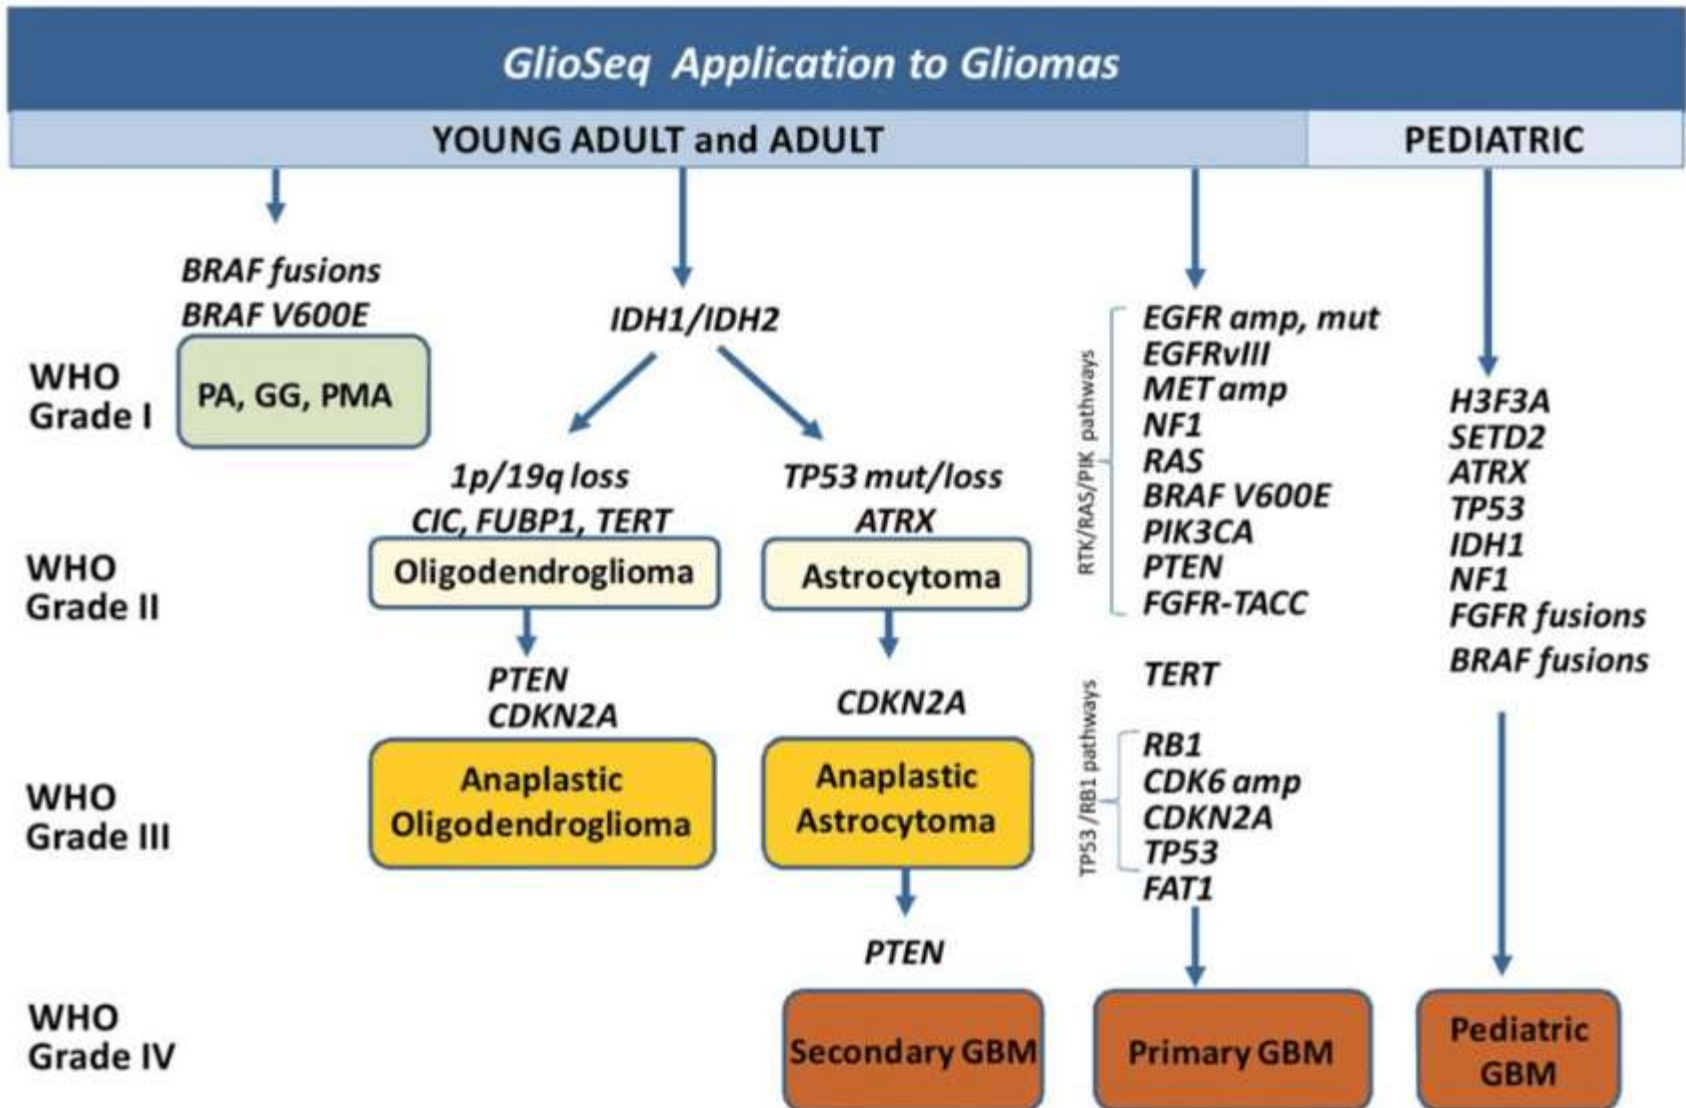 GlioSeq Application to Gliomas
YOUNG ADULT and ADULT
PEDIATRIC
BRAF fusions
BRAF V600E
PA, GG, PMA
IDH1/IDH2
1p/19q loss
CIC, FUBP1, TERT
Oligodendroglioma
PTEN
CDKN2A
Anaplastic
Oligodendroglioma
TP53 mut/loss
ATRX
Astrocytoma
CDKN2A
Anaplastic
Astrocytoma
PTEN
Secondary GBM
RTK/RAS/PIK pathways
EGFR amp, mut
EGFRvIII
MET amp
NF1
RAS
BRAF V600E
PIK3CA
PTEN
FGFR-TACC
TERT
TP53 /RB1 pathways
RB1
CDK6 amp
CDKN2A
TP53
FAT1
Primary GBM
H3F3A
SETD2
ATRX
TP53
IDH1
NF1
FGFR fusions
BRAF fusions
Pediatric
GBM
WHO
Grade I
WHO
Grade II
WHO
Grade III
WHO
Grade IV